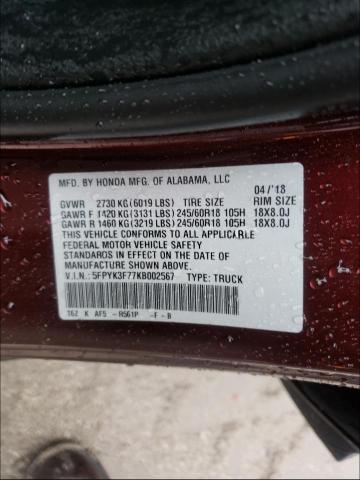 MFD. BY HONDA MFG. OF ALABAMA, LLC 04/'18
GVWR 2730 KG (6019 LBS) TIRE SIZE RIM SIZE
GAWR F 1420 KG (3131 LBS) 245/60R18 105H 18X8.0J
GAWR R 1460 KG (3219 LBS) 245/60R18 105H 18X8.0J
THIS VEHICLE CONFORMS TO ALL APPLICABLE
FEDERAL MOTOR VEHICLE SAFETY
STANDARDS IN EFFECT ON THE DATE OF
MANUFACTURE SHOWN ABOVE.
V.I.N.: 5FPYK3F77KB002567 TYPE: TRUCK
T6Z K AF5 - R561P -F - B